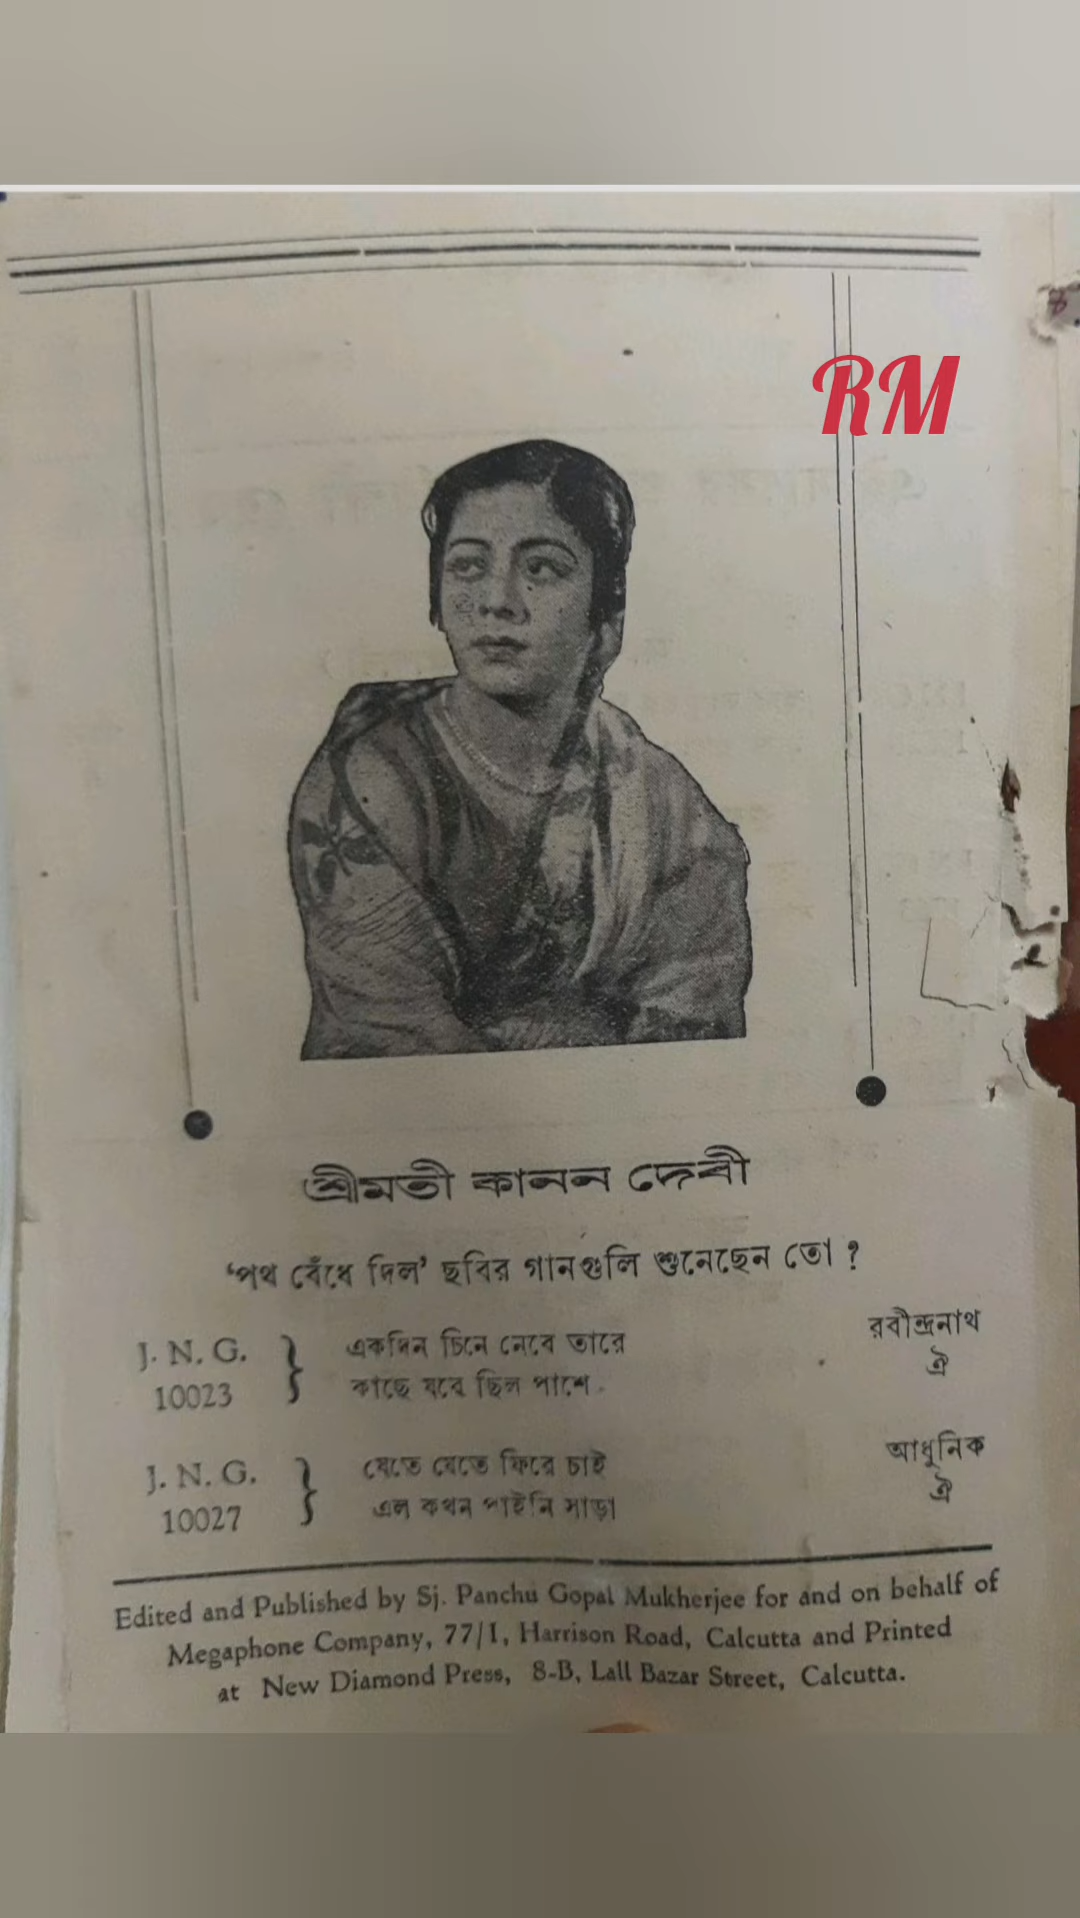 RM
শ্রীমতী কানন দেবী
‘পথ বেঁধে দিল’ ছবির গানগুলি শুনেছেন তো ?
J. N. G. 10023 } একদিন চিনে নেবে তারে রবীন্দ্রনাথ
কাছে যবে ছিল পাশে . ঐ
J. N. G. 10027 } যেতে যেতে ফিরে চাই আধুনিক
এল কখন পাইনি সাড়া ঐ
Edited and Published by Sj. Panchu Gopal Mukherjee for and on behalf of
Megaphone Company, 77/1, Harrison Road, Calcutta and Printed
at New Diamond Press, 8-B, Lall Bazar Street, Calcutta.